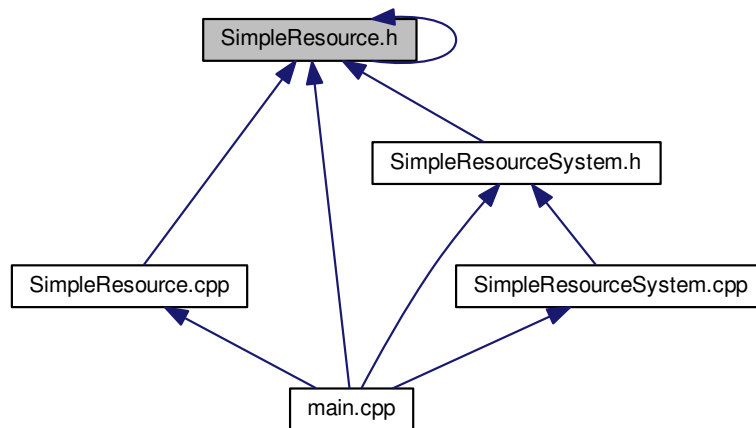 SimpleResource.h
SimpleResourceSystem.h
SimpleResource.cpp
SimpleResourceSystem.cpp
main.cpp